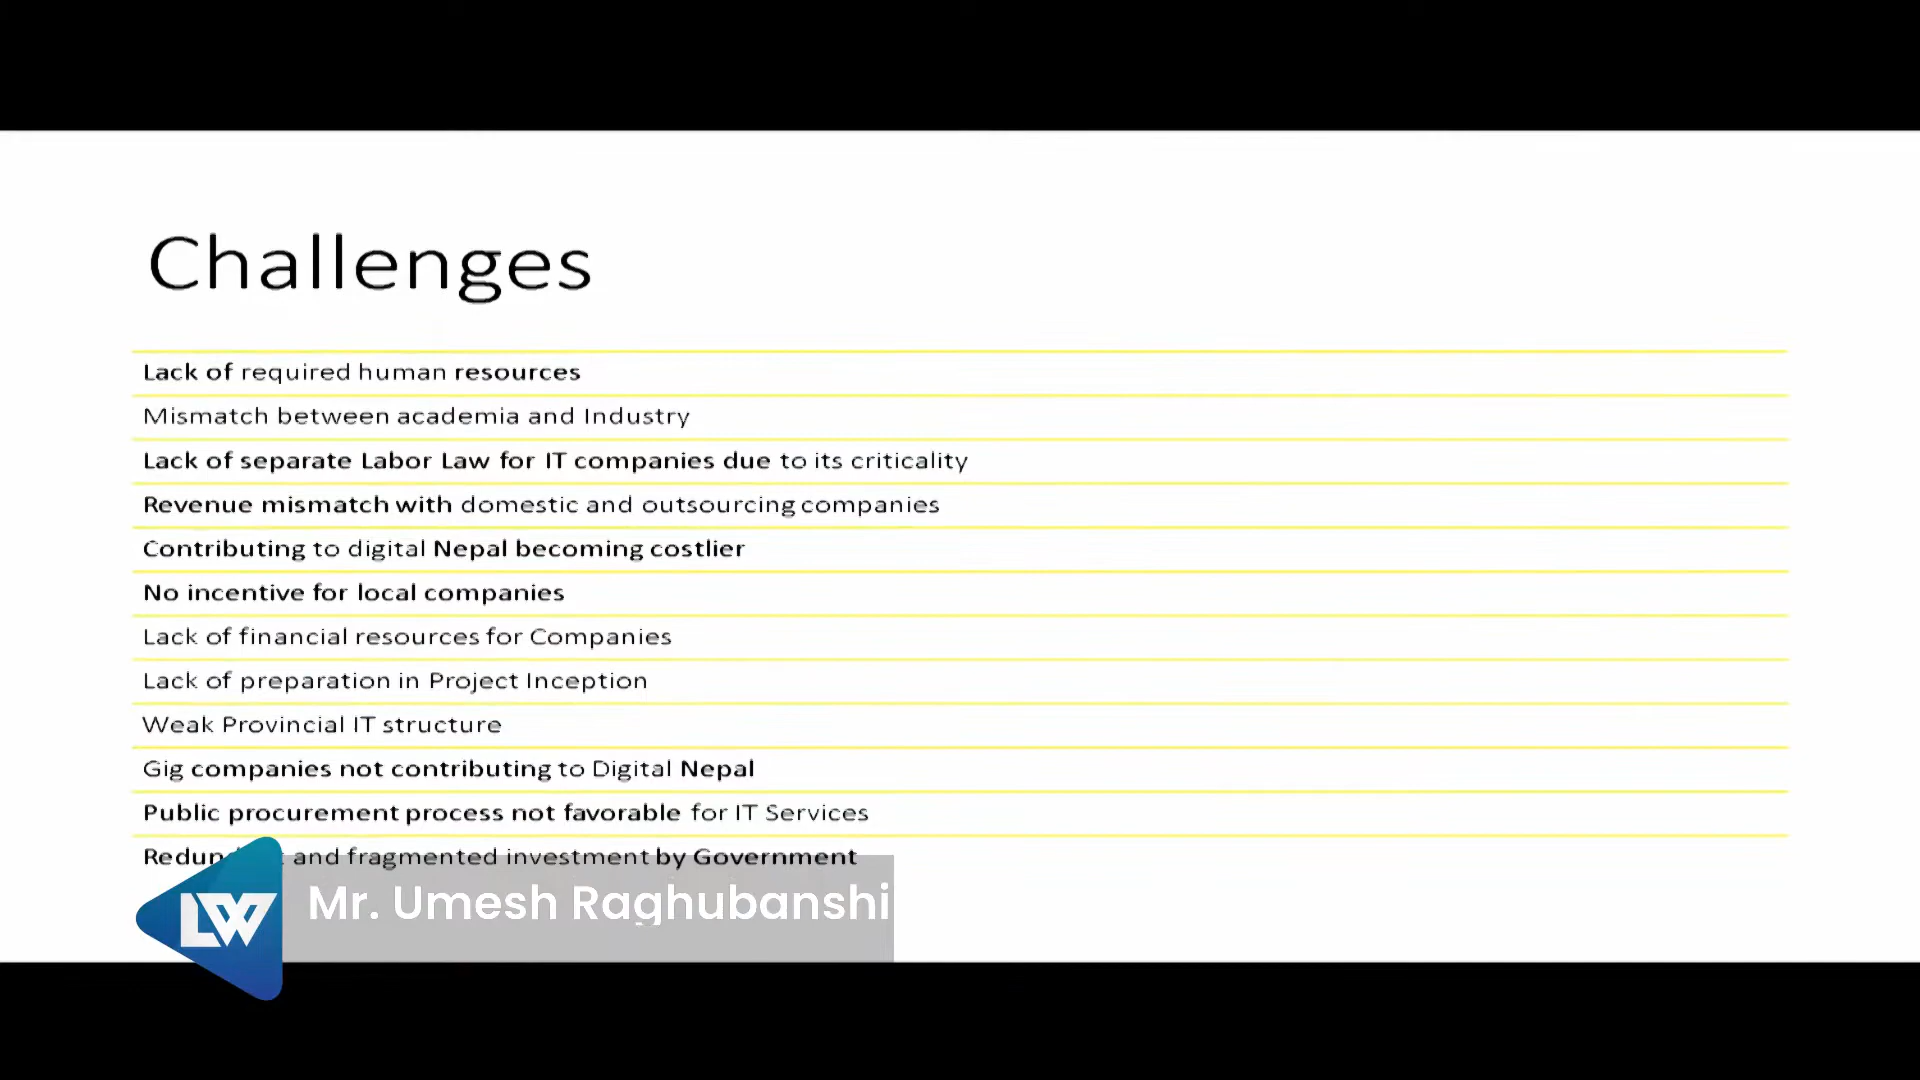 Challenges
Lack of required human resources
Mismatch between academia and Industry
Lack of separate Labor Law for IT companies due to its criticality
Revenue mismatch with domestic and outsourcing companies
Contributing to digital Nepal becoming costlier
No incentive for local companies
Lack of financial resources for Companies
Lack of preparation in Project Inception
Weak Provincial IT structure
Gig companies not contributing to Digital Nepal
Public procurement process not favorable for IT Services
and fragmented investment by Government
LW
Mr. Umesh Raghubanshi